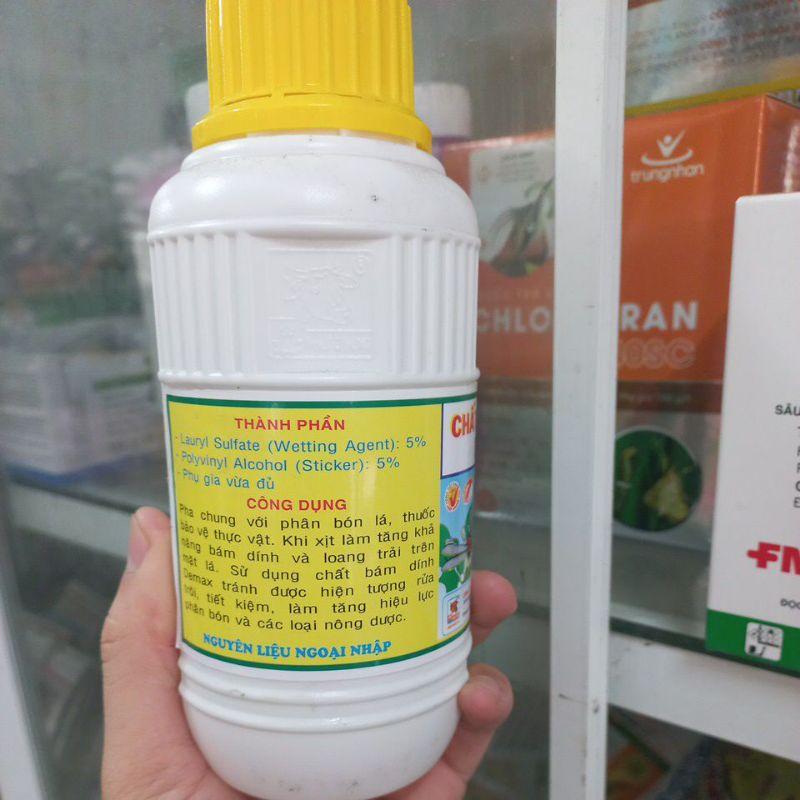 THÀNH PHẦN
- Lauryl Sulfate (Wetting Agent): 5%
- Polyvinyl Alcohol (Sticker): 5%
- Phụ gia vừa đủ
CÔNG DỤNG
Pha chung với phân bón lá, thuốc
bảo vệ thực vật. Khi xịt làm tăng khả
năng bám dính và loang trải trên
mặt lá. Sử dụng chất bám dính
Demax tránh được hiện tượng rửa
trôi, tiết kiệm, làm tăng hiệu lực
phân bón và các loại nông dược.
NGUYÊN LIỆU NGOẠI NHẬP
trungnhan
SÂU
FM